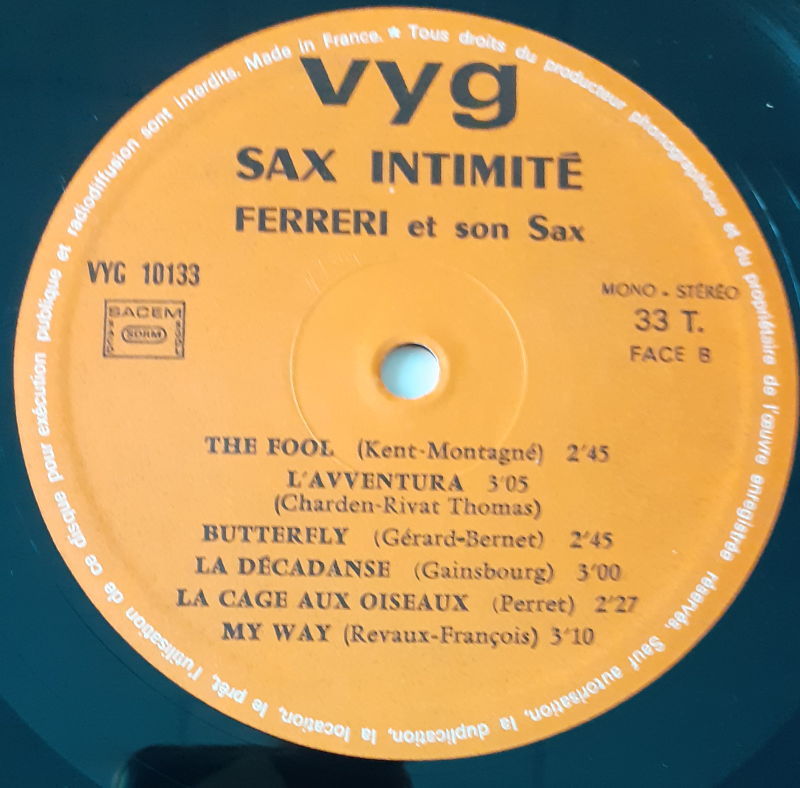 Tous droits du producteur phonographique et du propriétaire de l'œuvre enregistrée réservés. Sauf autorisation, la duplication, la location, le prêt, l'utilisation de ce disque pour exécution publique et radiodiffusion sont interdits. Made in France. ★
vyg
SAX INTIMITÉ
FERRERI et son Sax
VYG 10133
SACEM
SDRM
MONO - STÉRÉO
33 T.
FACE B
THE FOOL (Kent-Montagné) 2'45
L'AVVENTURA 3'05
(Charden-Rivat Thomas)
BUTTERFLY (Gérard-Bernet) 2'45
LA DÉCADANSE (Gainsbourg) 3'00
LA CAGE AUX OISEAUX (Perret) 2'27
MY WAY (Revaux-François) 3'10